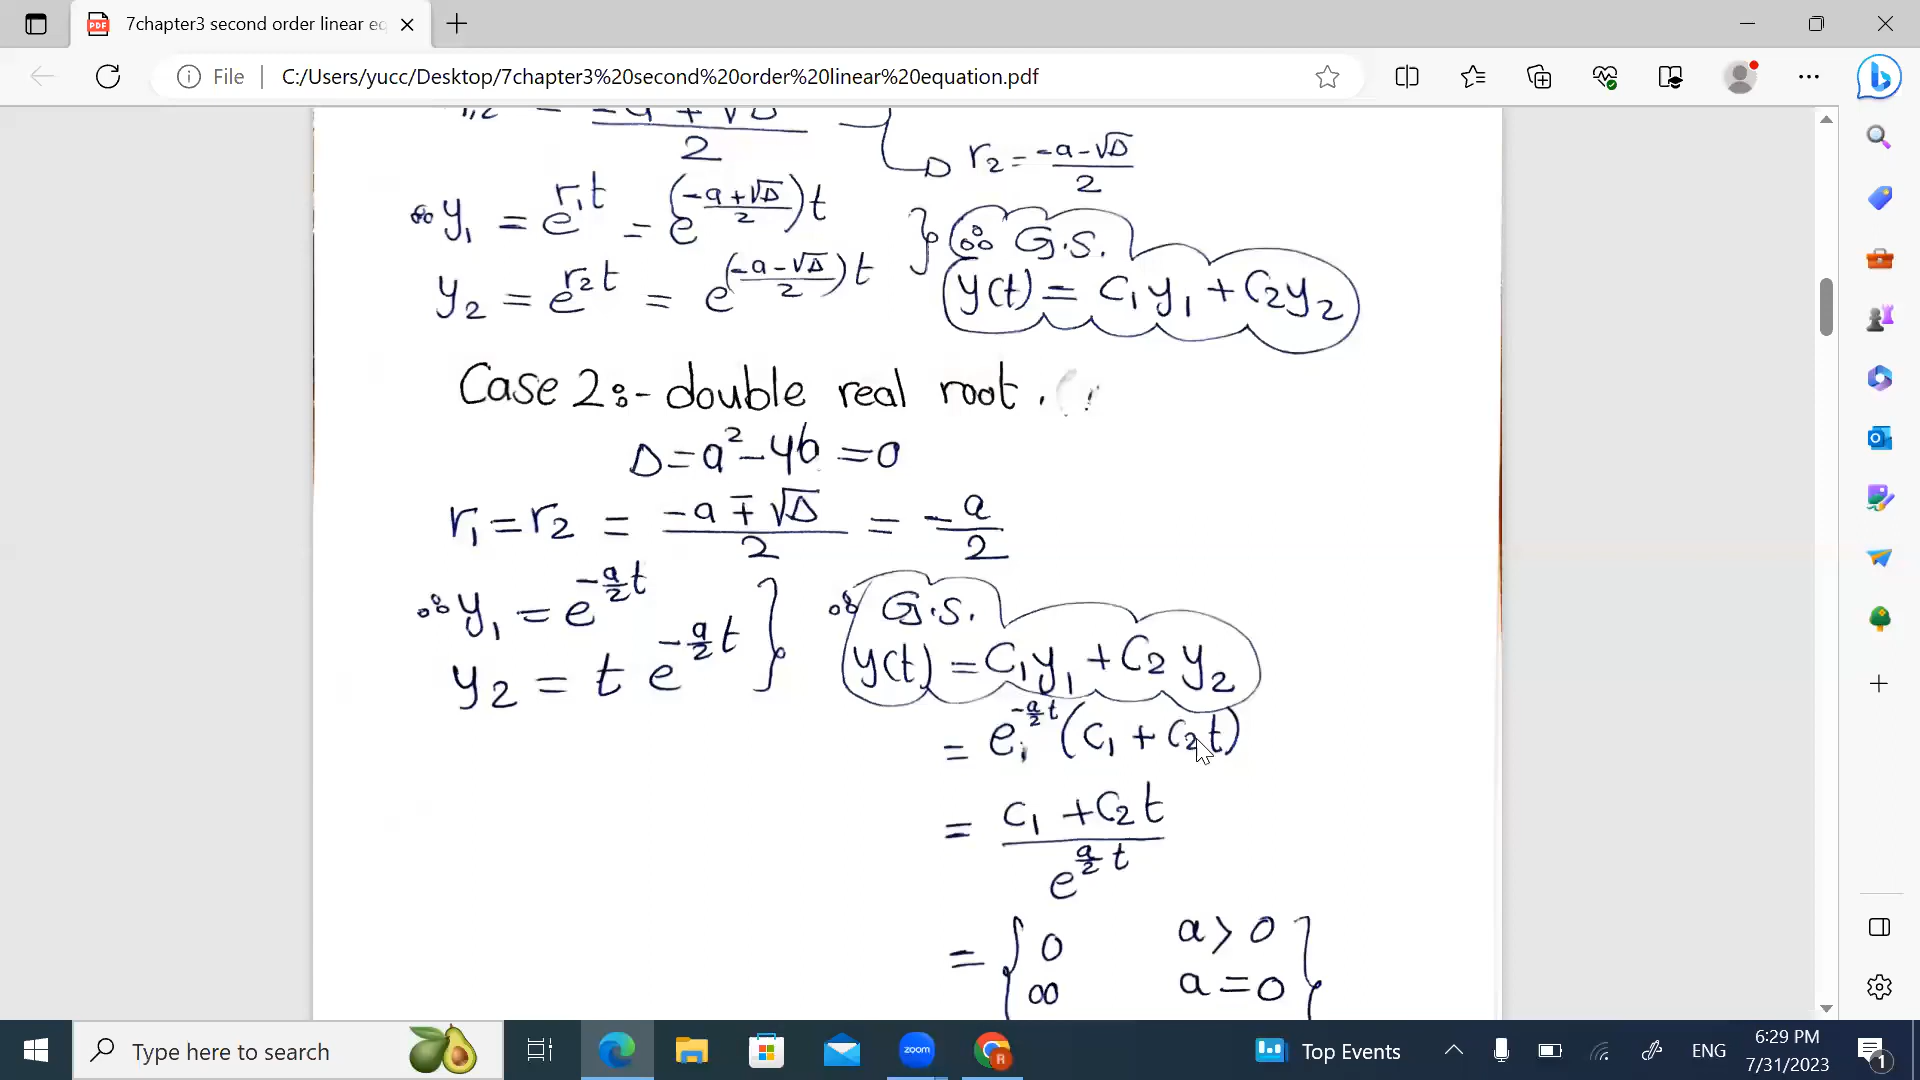 7chapter3 second order linear eq
File C:/Users/yucc/Desktop/7chapter3%20second%20order%20linear%20equation.pdf
r₂ = (-a-√Δ)/2
∴ y₁ = e^(r₁t) = e^((-a+√Δ)/2)t
y₂ = e^(r₂t) = e^((-a-√Δ)/2)t
∴ G.S.
y(t) = c₁y₁ + c₂y₂
Case 2:- double real root.
Δ = a² - 4b = 0
r₁ = r₂ = (-a ∓ √Δ)/2 = -a/2
∴ y₁ = e^(-a/2 t)
y₂ = t e^(-a/2 t)
∴ G.S.
y(t) = c₁y₁ + c₂y₂
= e^(-a/2 t) (c₁ + c₂t)
= (c₁ + c₂t)/e^(a/2 t)
= { 0 a > 0
∞ a = 0 }
Type here to search
zoom
Top Events
ENG
6:29 PM
7/31/2023
1